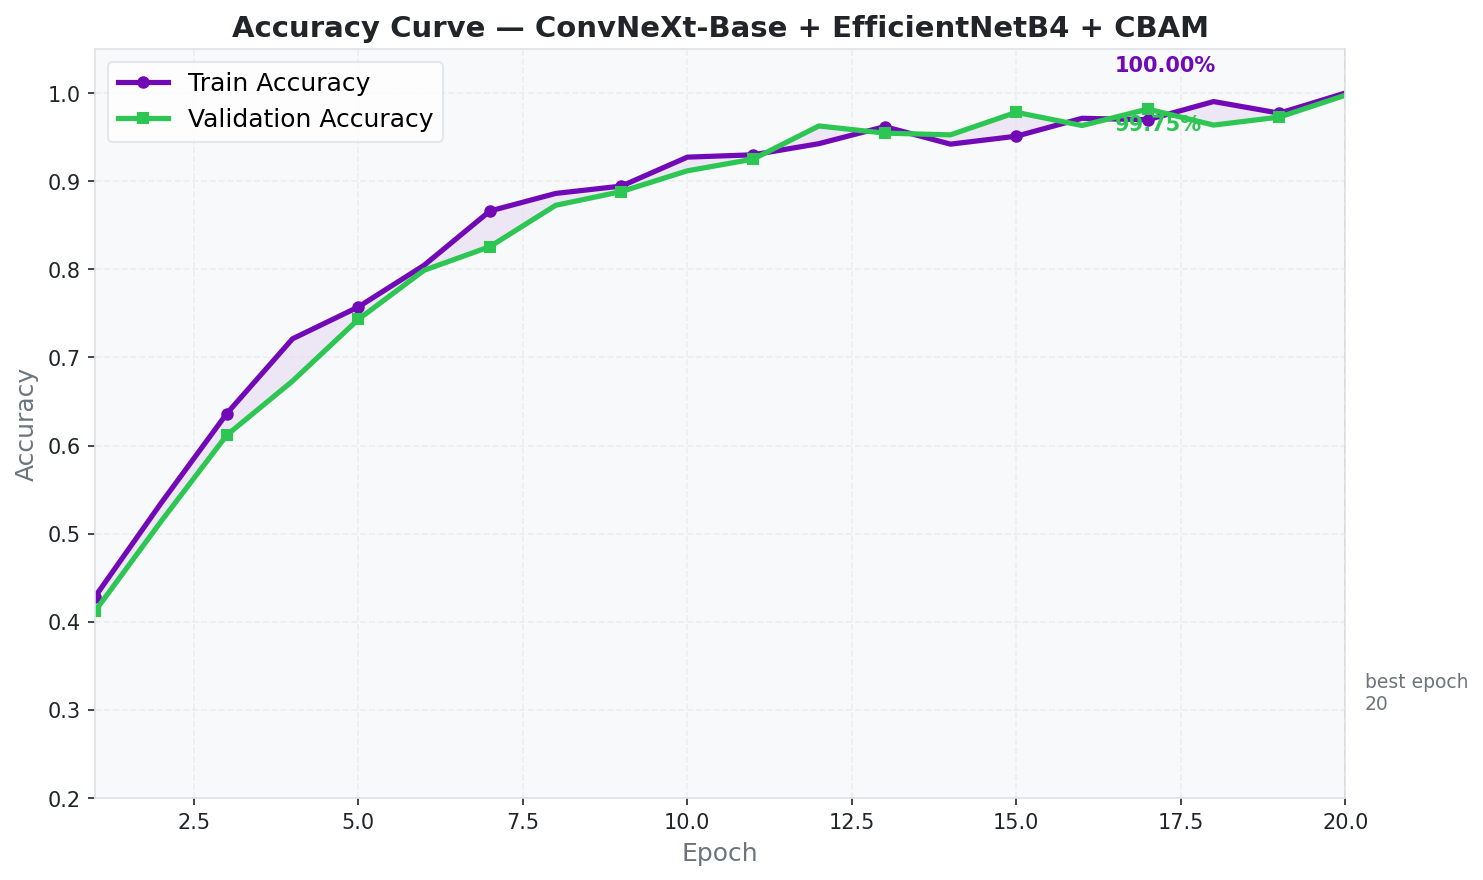 Accuracy Curve — ConvNeXt-Base + EfficientNetB4 + CBAM
Train Accuracy
Validation Accuracy
100.00%
99.75%
1.0
0.9
0.8
0.7
0.6
0.5
0.4
0.3
0.2
Accuracy
best epoch
20
2.5 5.0 7.5 10.0 12.5 15.0 17.5 20.0
Epoch